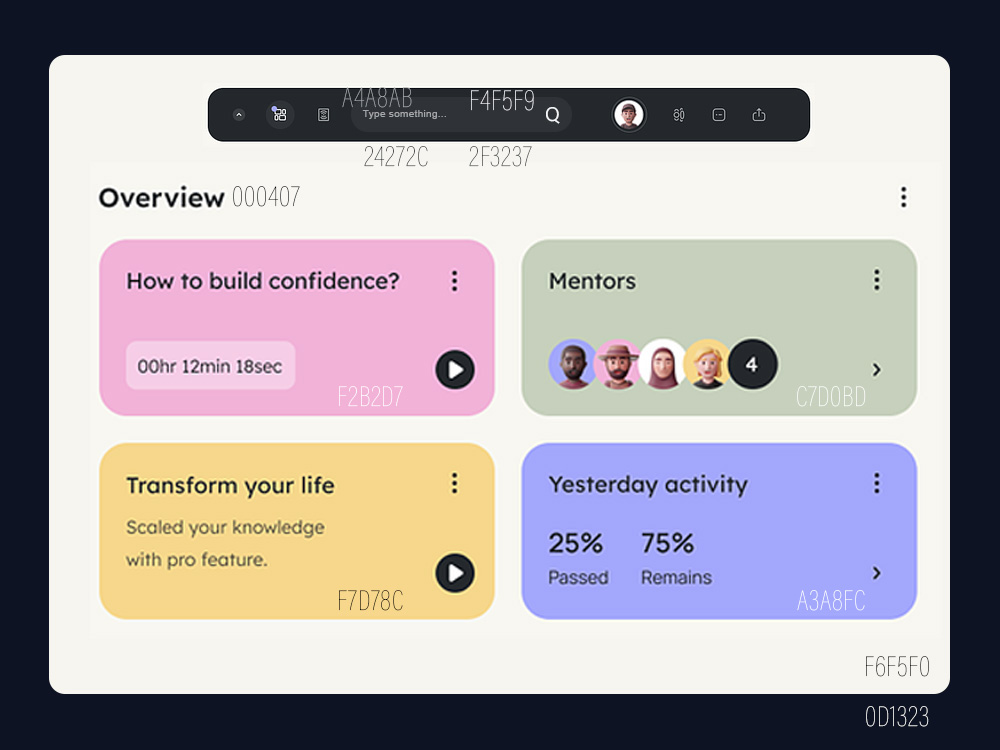 A4A8AB F4F5F9
Type something...
24272C 2F3237
Overview 000407
How to build confidence?
00hr 12min 18sec
F2B2D7
Mentors
4
C7D0BD
Transform your life
Scaled your knowledge
with pro feature.
F7D78C
Yesterday activity
25% 75%
Passed Remains
A3A8FC
F6F5F0
0D1323